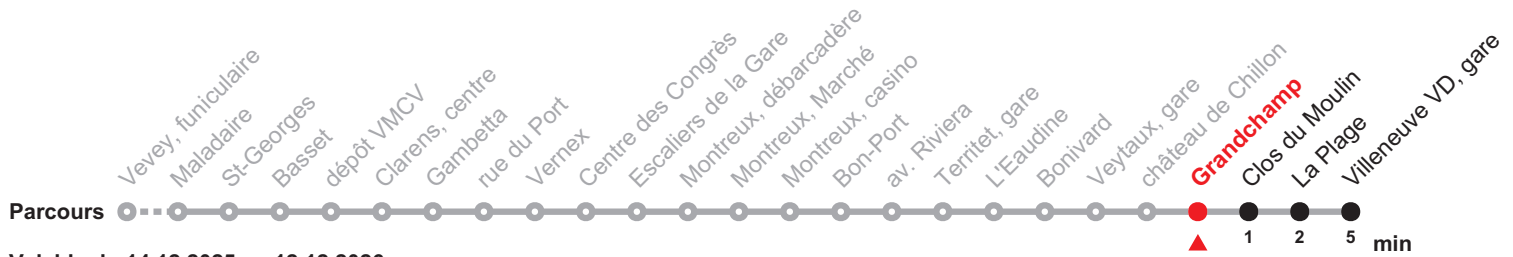 Vevey, funiculaire
Maladaire
St-Georges
Basset
dépôt VMCV
Clarens, centre
Gambetta
rue du Port
Vernex
Centre des Congrès
Escaliers de la Gare
Montreux, débarcadère
Montreux, Marché
Montreux, casino
Bon-Port
av. Riviera
Territet, gare
L'Eaudine
Bonivard
Veytaux, gare
château de Chillon
Grandchamp
Clos du Moulin
La Plage
Villeneuve VD, gare
Parcours
1 2 5 min